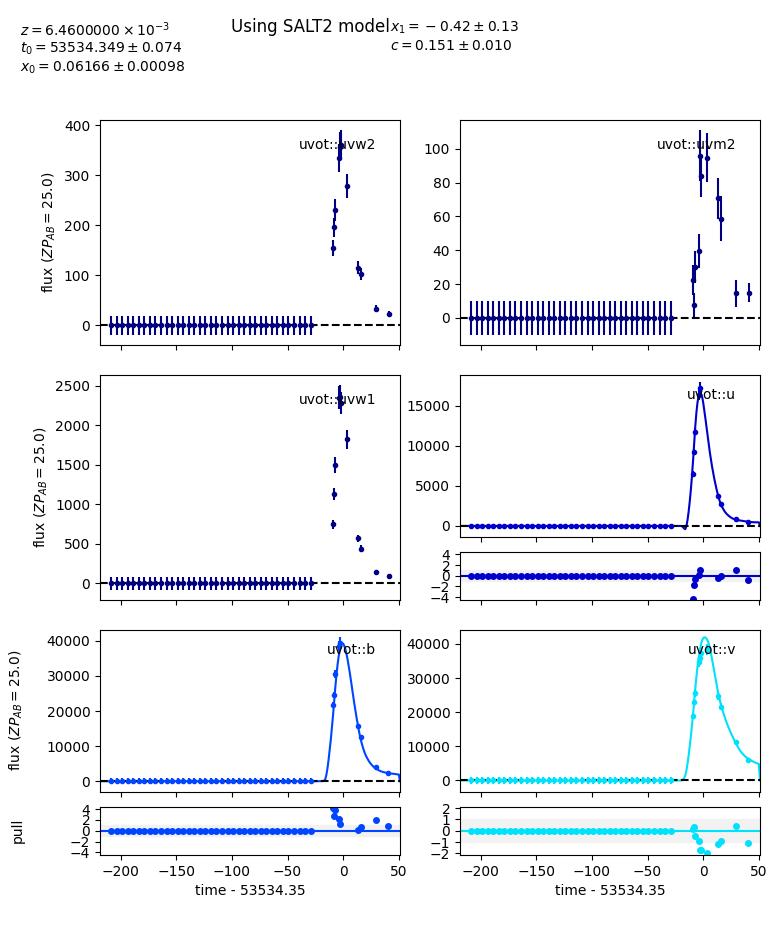 Using SALT2 model
z = 6.4600000 × 10⁻³
t₀ = 53534.349 ± 0.074
x₀ = 0.06166 ± 0.00098
x₁ = −0.42 ± 0.13
c = 0.151 ± 0.010
uvot::uvw2
400
300
200
100
0
flux (ZP_AB = 25.0)
uvot::uvm2
100
80
60
40
20
0
uvot::uvw1
2500
2000
1500
1000
500
0
flux (ZP_AB = 25.0)
uvot::u
15000
10000
5000
0
4
2
0
−2
−4
uvot::b
40000
30000
20000
10000
0
flux (ZP_AB = 25.0)
4
2
0
−2
−4
pull
−200 −150 −100 −50 0 50
time - 53534.35
uvot::v
40000
30000
20000
10000
0
2
1
0
−1
−2
−200 −150 −100 −50 0 50
time - 53534.35